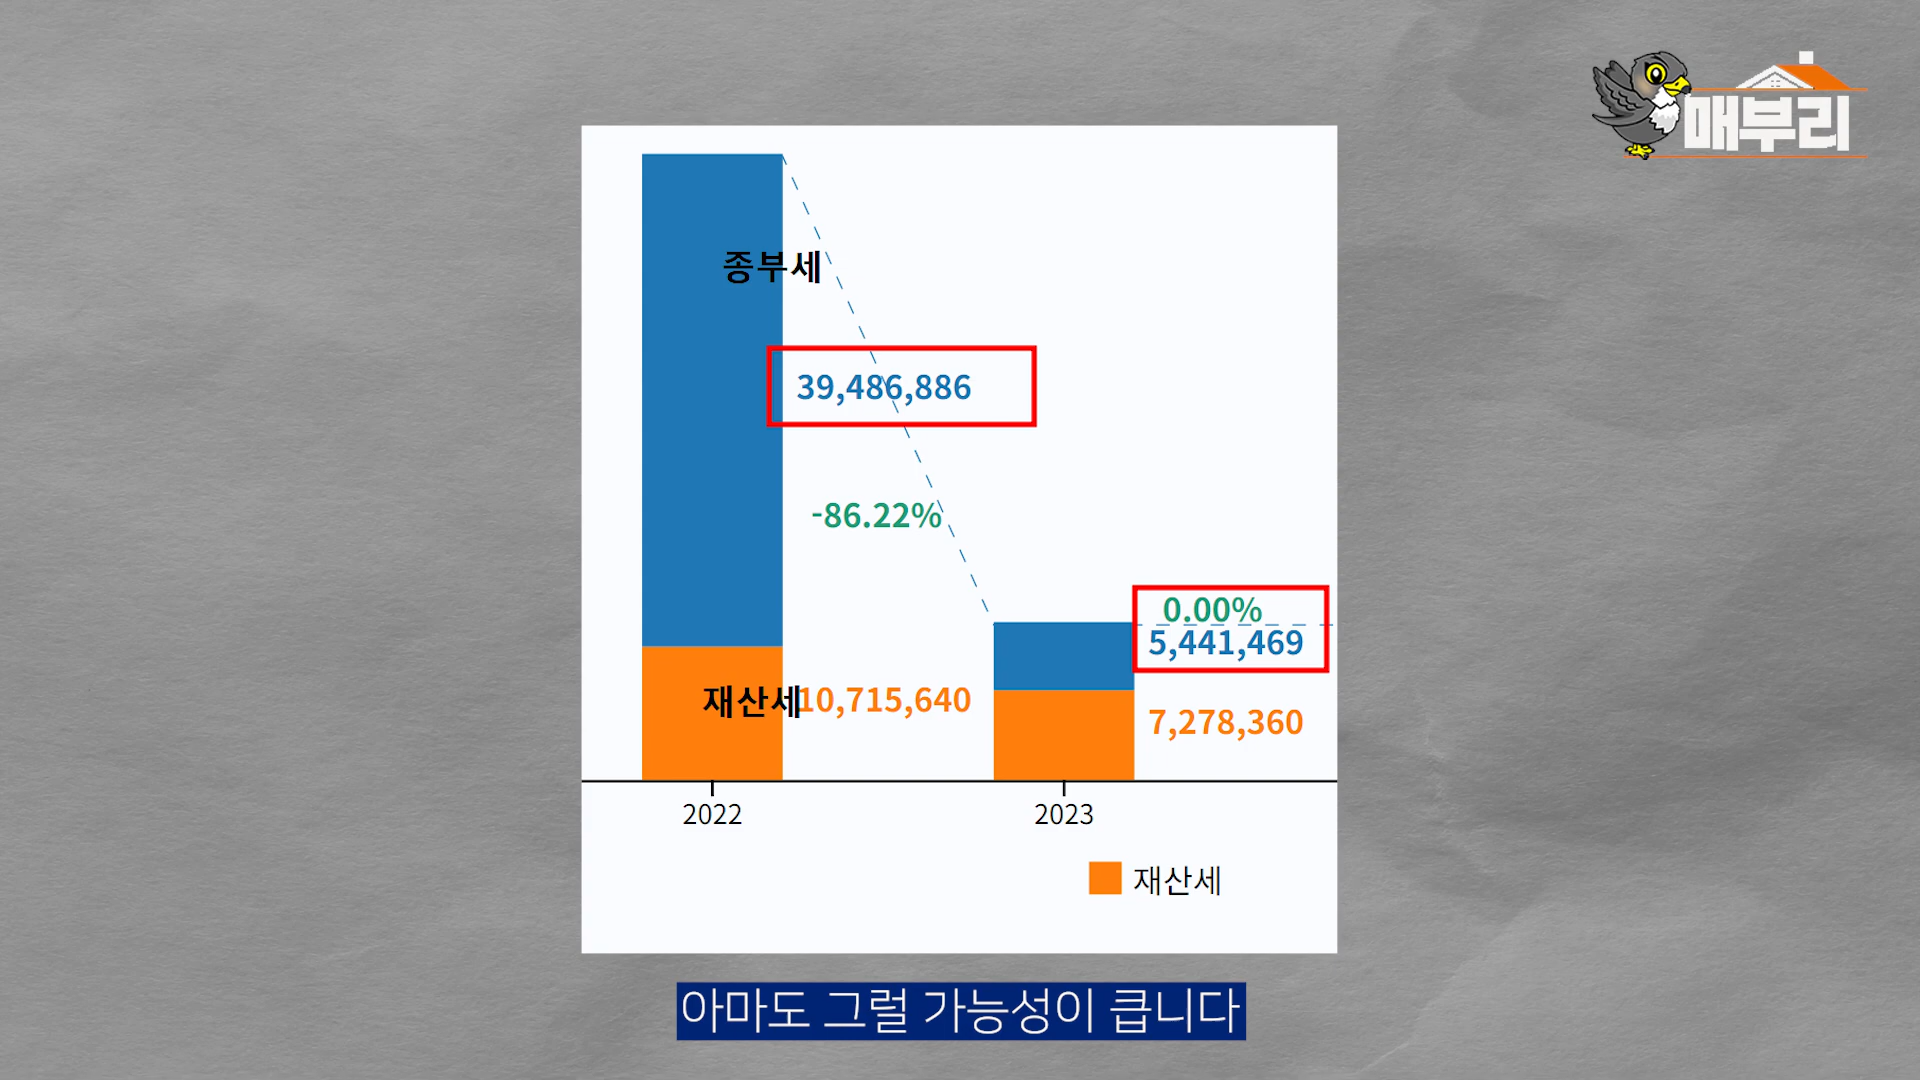 매부리
종부세
39,486,886
-86.22%
0.00%
5,441,469
재산세
10,715,640
7,278,360
2022
2023
재산세
아마도 그럴 가능성이 큽니다